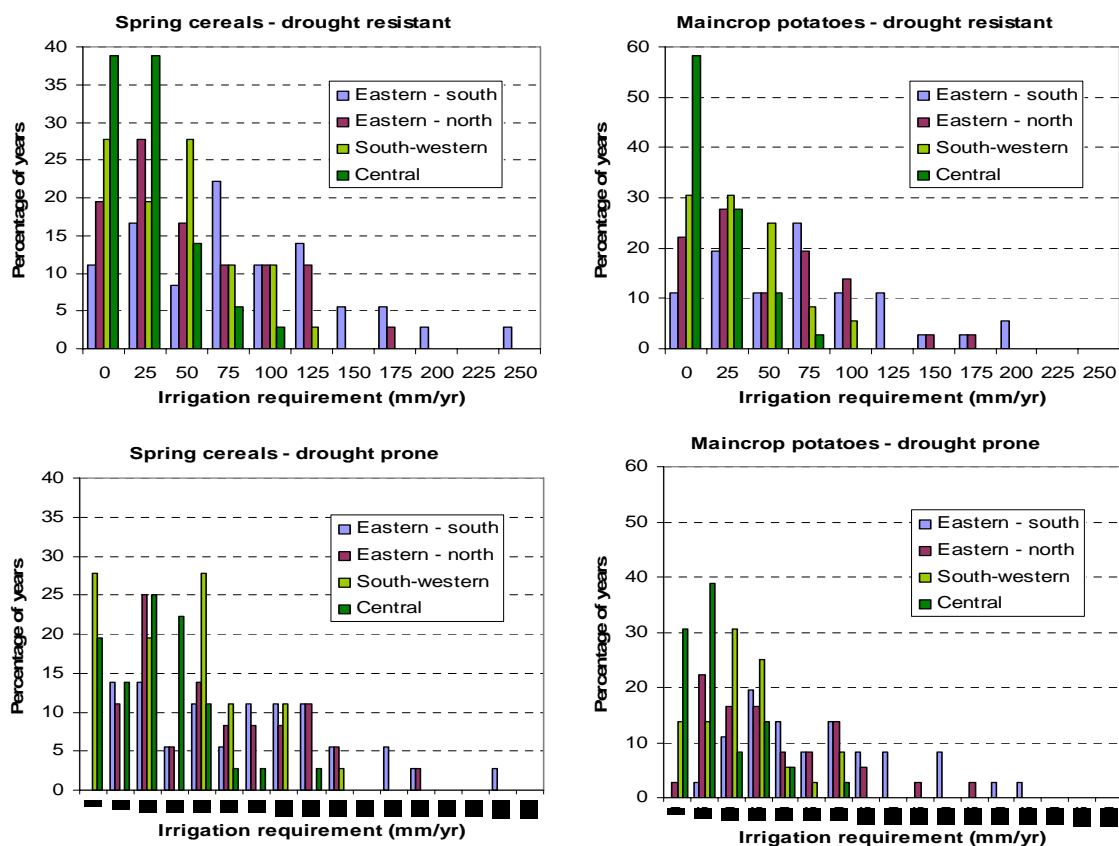 Spring cereals - drought resistant
40
35
30
25
20
15
10
5
0
Percentage of years
Eastern - south
Eastern - north
South-western
Central
0 25 50 75 100 125 150 175 200 225 250
Irrigation requirement (mm/yr)
Maincrop potatoes - drought resistant
60
50
40
30
20
10
0
Percentage of years
Eastern - south
Eastern - north
South-western
Central
0 25 50 75 100 125 150 175 200 225 250
Irrigation requirement (mm/yr)
Spring cereals - drought prone
40
35
30
25
20
15
10
5
0
Percentage of years
Eastern - south
Eastern - north
South-western
Central
Irrigation requirement (mm/yr)
Maincrop potatoes - drought prone
60
50
40
30
20
10
0
Percentage of years
Eastern - south
Eastern - north
South-western
Central
Irrigation requirement (mm/yr)